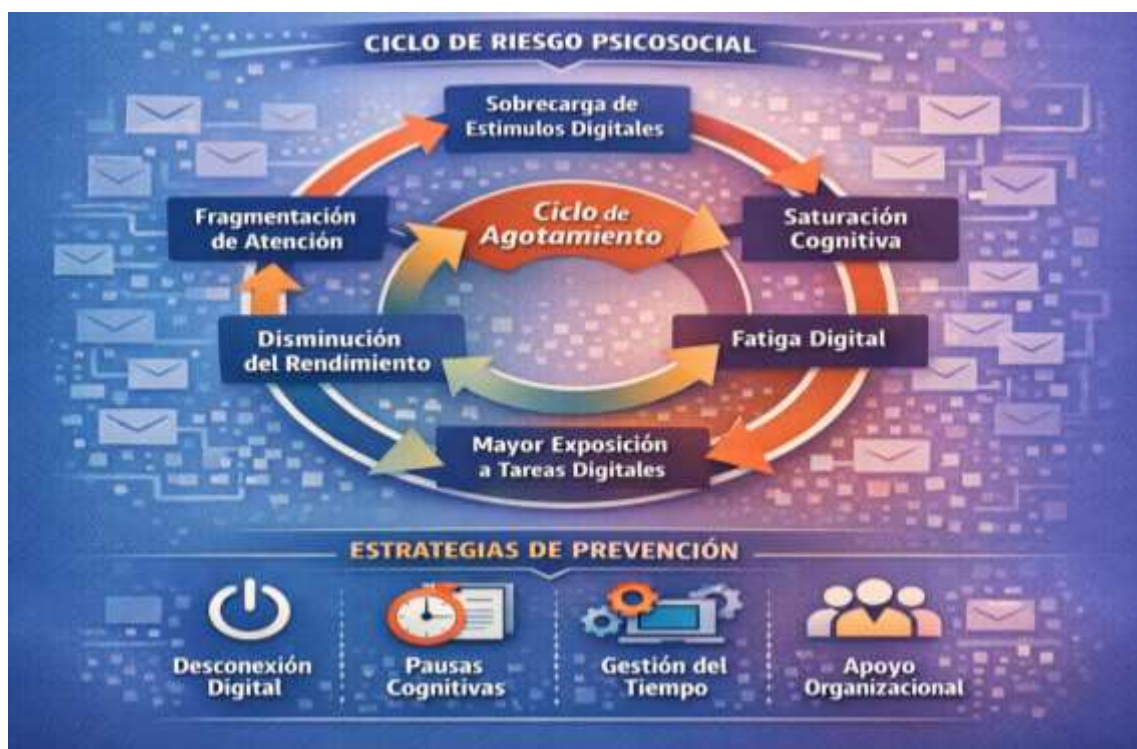 CICLO DE RIESGO PSICOSOCIAL
Sobrecarga de
Estimulos Digitales
Fragmentación
de Atención
Ciclo de
Agotamiento
Saturación
Cognitiva
Disminución
del Rendimiento
Fatiga Digital
Mayor Exposición
a Tareas Digitales
ESTRATEGIAS DE PREVENCIÓN
Desconexión
Digital
Pausas
Cognitivas
Gestión del
Tiempo
Apoyo
Organizacional